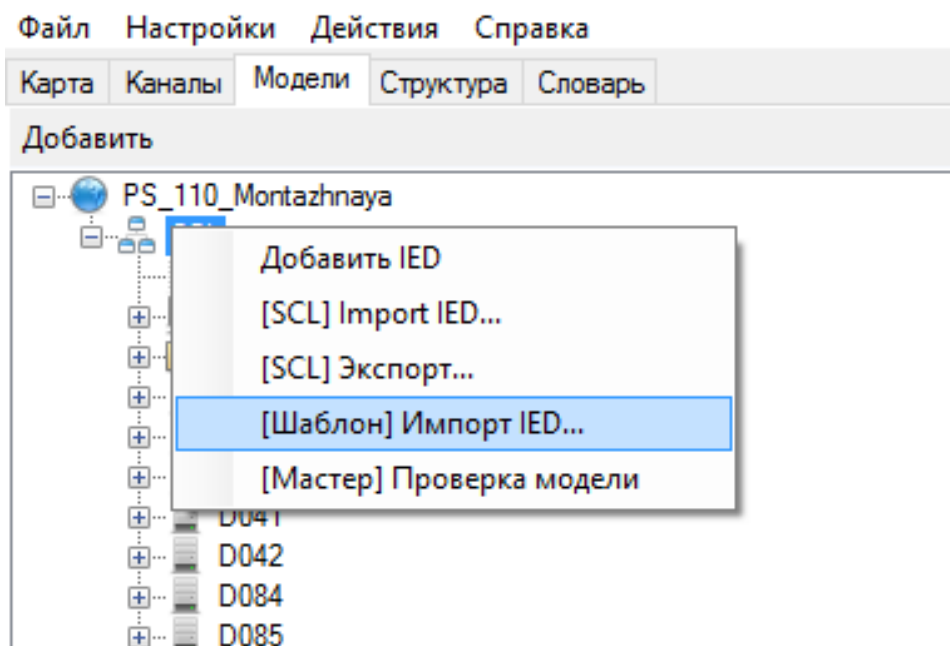 Файл Настройки Действия Справка
Карта Каналы Модели Структура Словарь
Добавить
PS_110_Montazhnaya
Добавить IED
[SCL] Import IED...
[SCL] Экспорт...
[Шаблон] Импорт IED...
[Мастер] Проверка модели
D041
D042
D084
D085